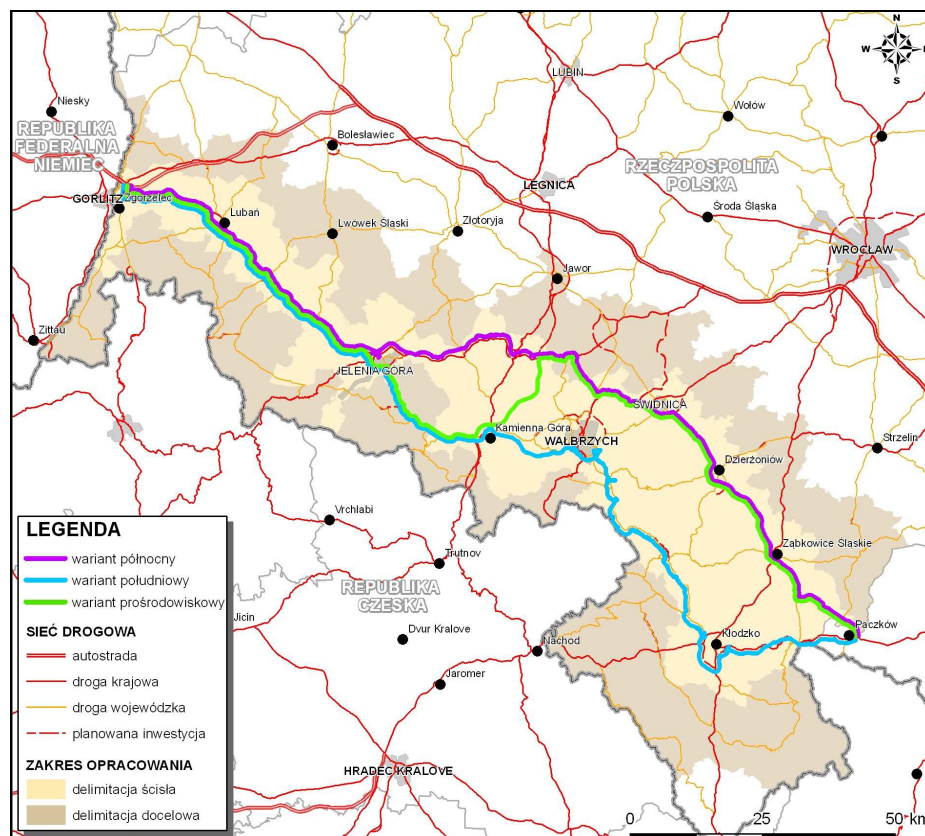 N
W
E
S
LUBIN
Niesky
Wołów
REPUBLIKA
FEDERALNA
NIEMIEC
Bolesławiec
RZECZPOSPOLITA
POLSKA
LEGNICA
GÖRLITZ
Zgorzelec
Lubań
Lwówek Śląski
Złotoryja
Środa Śląska
WROCŁAW
Jawor
Zittau
JELENIA GÓRA
ŚWIDNICA
Kamienna Góra
WAŁBRZYCH
Strzelin
Dzierżoniów
Vrchlabi
Trutnov
Ząbkowice Śląskie
REPUBLIKA
CZESKA
Jicin
Dvur Kralove
Nachod
Kłodzko
Paczków
Jaromer
HRADEC KRALOVE
LEGENDA
wariant północny
wariant południowy
wariant prośrodowiskowy
SIEĆ DROGOWA
autostrada
droga krajowa
droga wojewódzka
planowana inwestycja
ZAKRES OPRACOWANIA
delimitacja ścisła
delimitacja docelowa
0 25 50 km